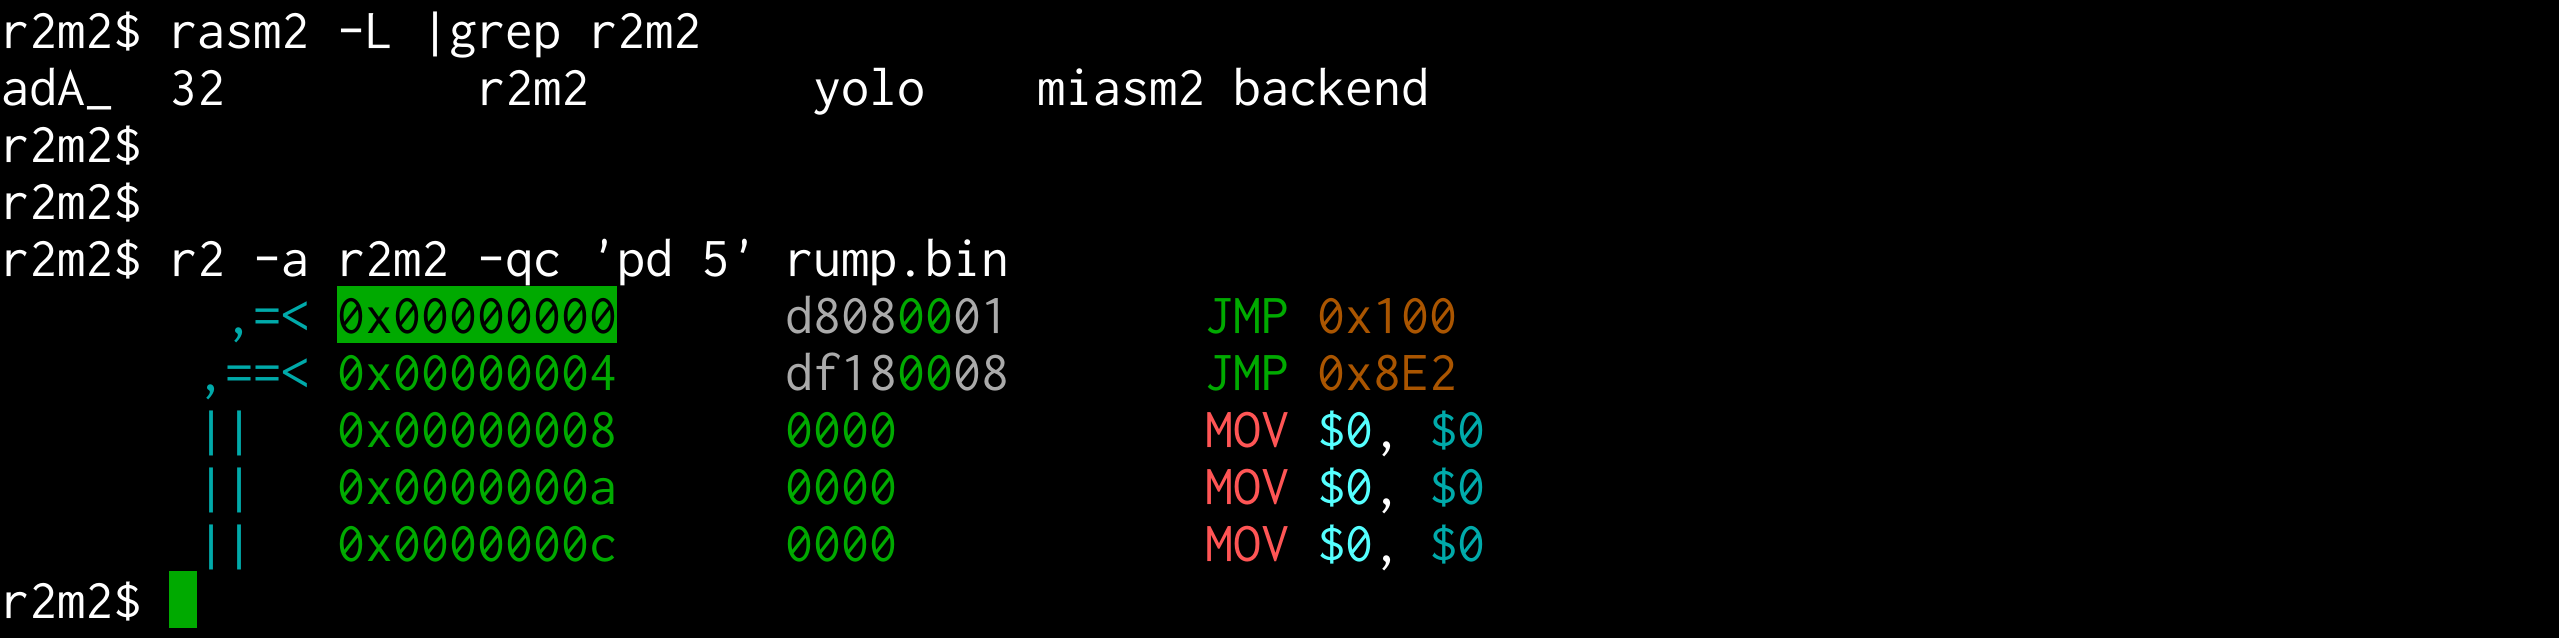 r2m2$ rasm2 -L |grep r2m2
adA_  32         r2m2        yolo    miasm2 backend
r2m2$
r2m2$
r2m2$ r2 -a r2m2 -qc 'pd 5' rump.bin
        ,=< 0x00000000      d8080001       JMP 0x100
       ,==< 0x00000004      df180008       JMP 0x8E2
       ||   0x00000008      0000           MOV $0, $0
       ||   0x0000000a      0000           MOV $0, $0
       ||   0x0000000c      0000           MOV $0, $0
r2m2$